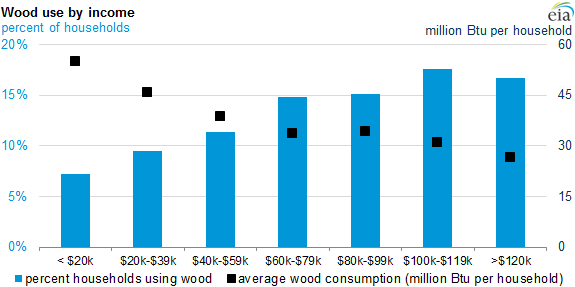 Wood use by income
percent of households
eia
million Btu per household
20%
60
15%
45
10%
30
5%
15
0%
0
< $20k
$20k-$39k
$40k-$59k
$60k-$79k
$80k-$99k
$100k-$119k
>$120k
percent households using wood
average wood consumption (million Btu per household)